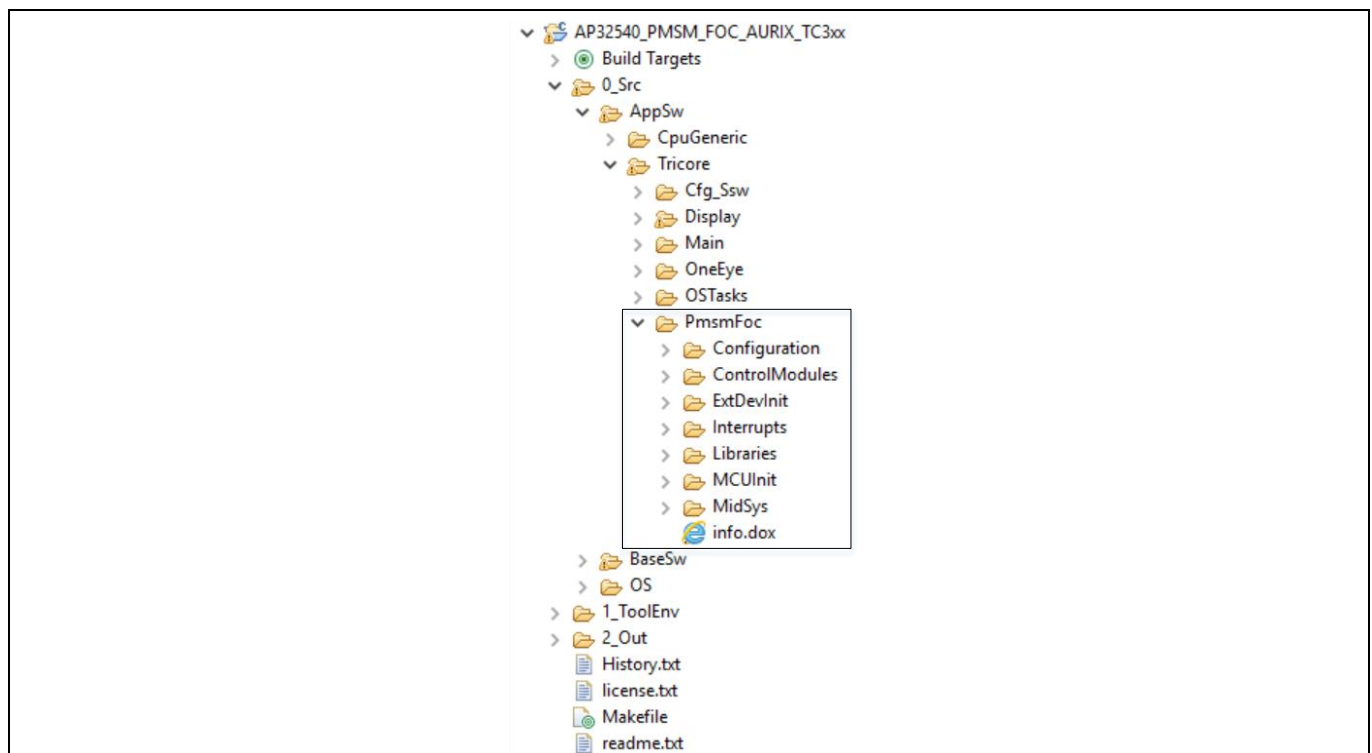 AP32540_PMSM_FOC_AURIX_TC3xx
Build Targets
0_Src
AppSw
CpuGeneric
Tricore
Cfg_Ssw
Display
Main
OneEye
OSTasks
PmsmFoc
Configuration
ControlModules
ExtDevInit
Interrupts
Libraries
MCUInit
MidSys
info.dox
BaseSw
OS
1_ToolEnv
2_Out
History.txt
license.txt
Makefile
readme.txt